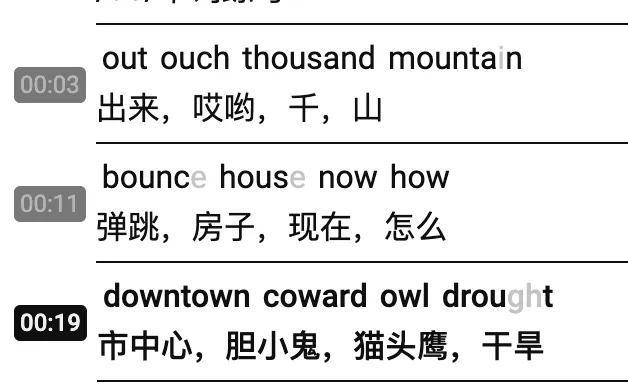 out ouch thousand mountain
00:03
出来，哎哟，千，山
bounce house now how
00:11
弹跳，房子，现在，怎么
downtown coward owl drought
00:19
市中心，胆小鬼，猫头鹰，干旱